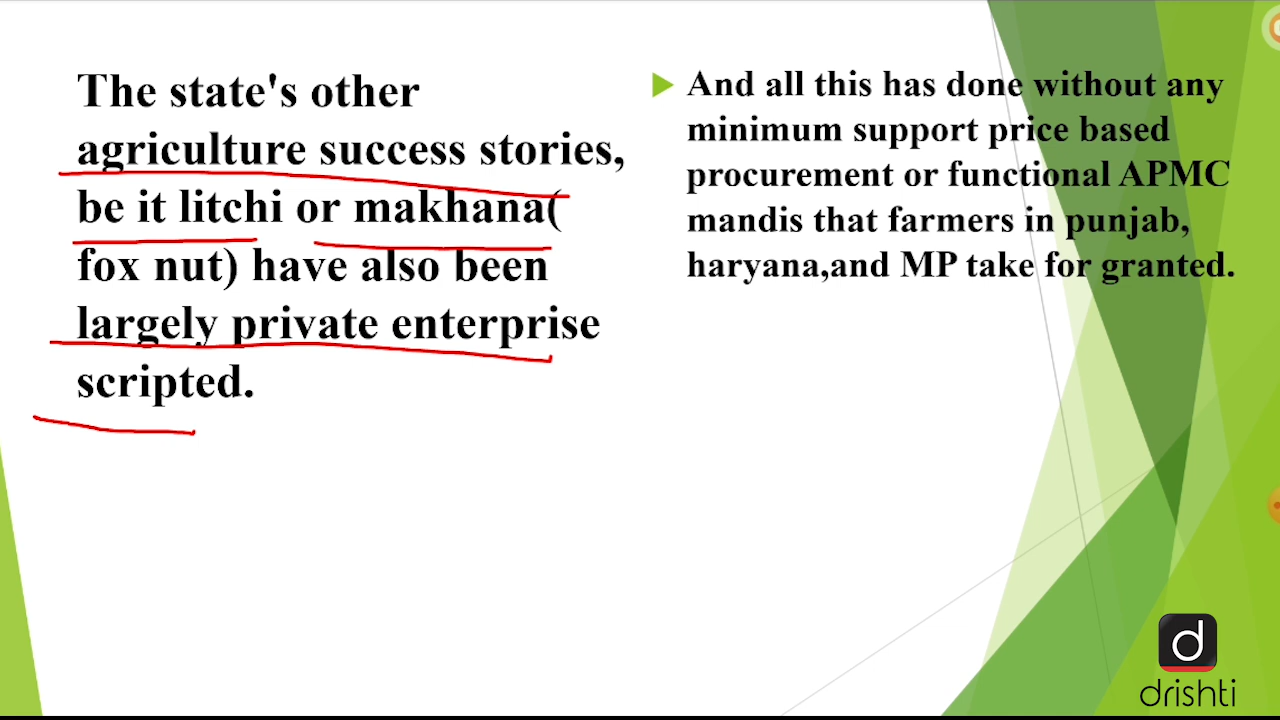 The state's other
agriculture success stories,
be it litchi or makhana(
fox nut) have also been
largely private enterprise
scripted.
And all this has done without any
minimum support price based
procurement or functional APMC
mandis that farmers in punjab,
haryana,and MP take for granted.
d
drishti